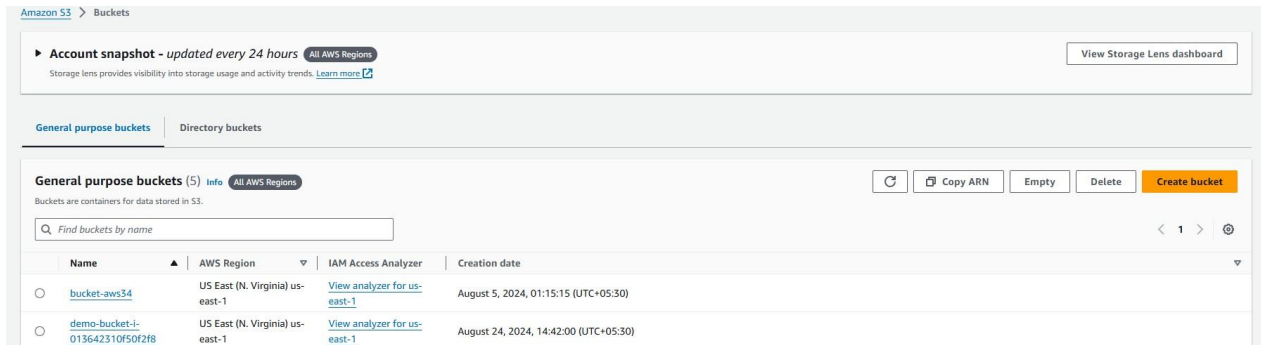 Amazon S3 > Buckets
Account snapshot - updated every 24 hours All AWS Regions
View Storage Lens dashboard
Storage lens provides visibility into storage usage and activity trends. Learn more
General purpose buckets Directory buckets
General purpose buckets (5) Info All AWS Regions
Copy ARN Empty Delete Create bucket
Buckets are containers for data stored in S3.
Find buckets by name
< 1 >
Name AWS Region IAM Access Analyzer Creation date
bucket-aws34 US East (N. Virginia) us- View analyzer for us- August 5, 2024, 01:15:15 (UTC+05:30)
east-1 east-1
demo-bucket-i- US East (N. Virginia) us- View analyzer for us- August 24, 2024, 14:42:00 (UTC+05:30)
013642310f50f2f8 east-1 east-1